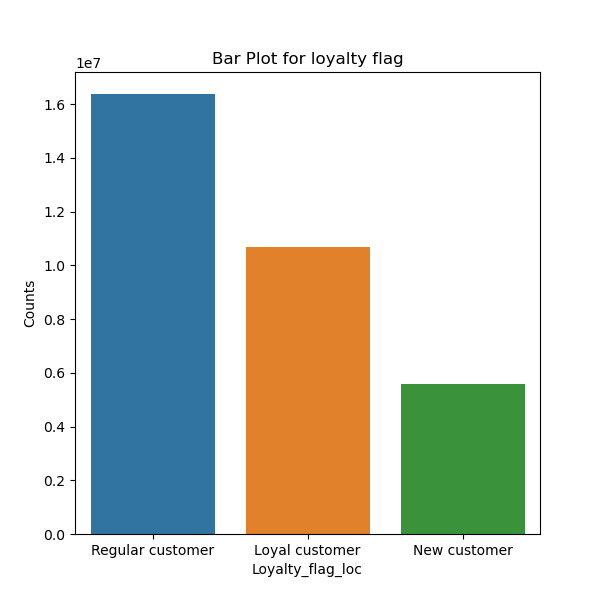 Bar Plot for loyalty flag
1e7
1.6
1.4
1.2
1.0
0.8
0.6
0.4
0.2
0.0
Counts
Regular customer Loyal customer New customer
Loyalty_flag_loc